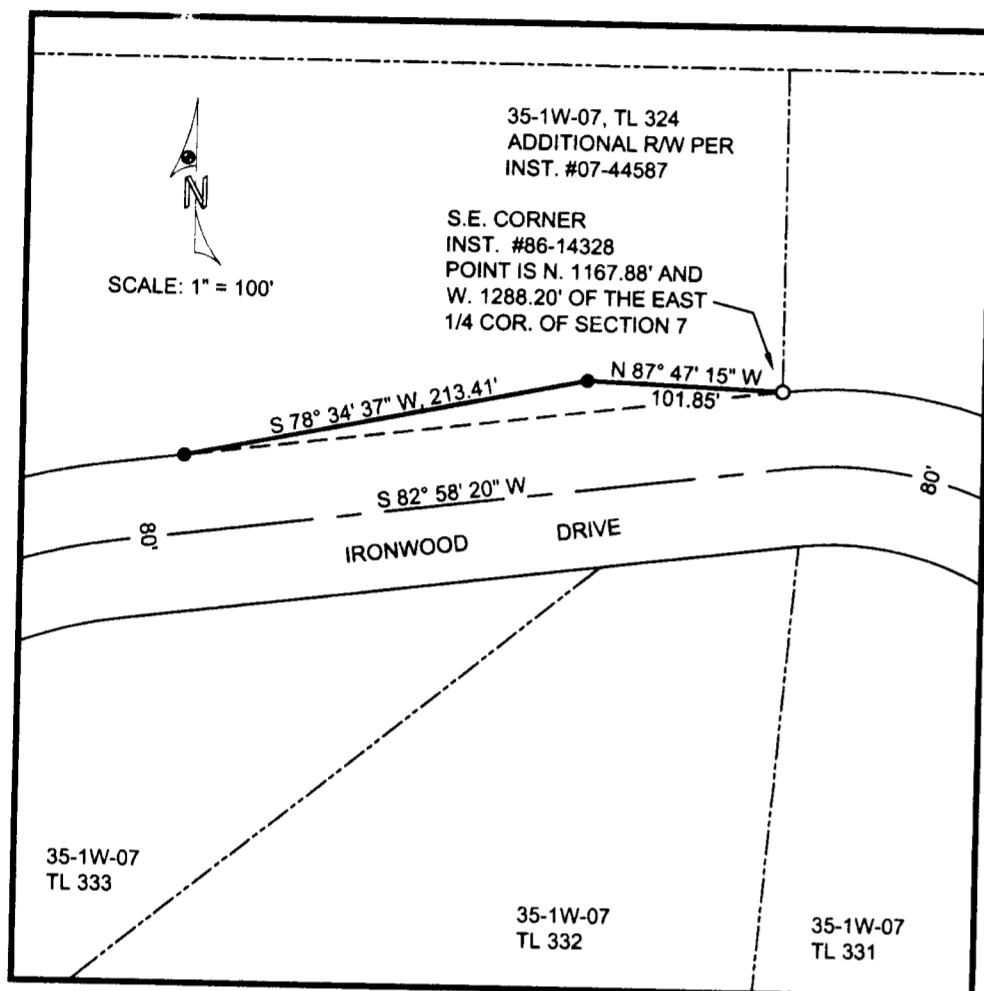 35-1W-07, TL 324
ADDITIONAL R/W PER
INST. #07-44587
N
SCALE: 1" = 100'
S.E. CORNER
INST. #86-14328
POINT IS N. 1167.88' AND
W. 1288.20' OF THE EAST
1/4 COR. OF SECTION 7
N 87° 47' 15" W
101.85'
S 78° 34' 37" W, 213.41'
S 82° 58' 20" W
80'
80'
IRONWOOD DRIVE
35-1W-07
TL 333
35-1W-07
TL 332
35-1W-07
TL 331